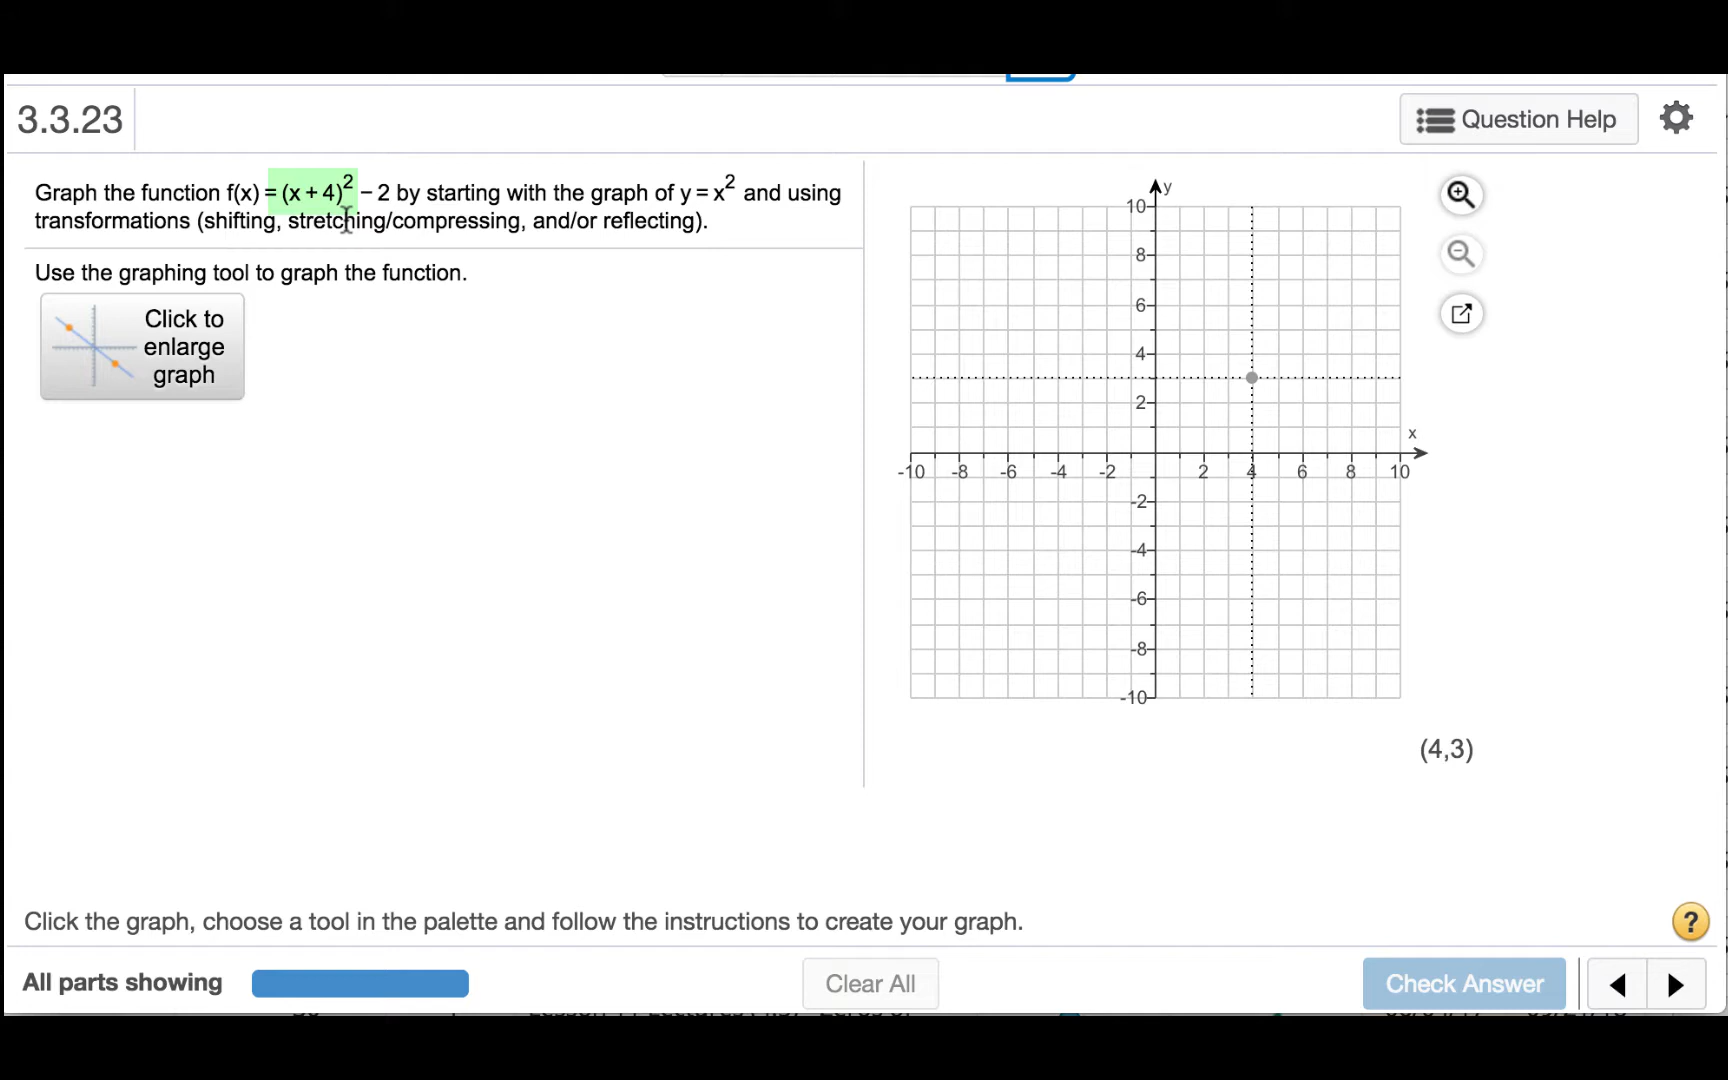 3.3.23
Question Help
Graph the function f(x) = (x + 4)² − 2 by starting with the graph of y = x² and using
transformations (shifting, stretching/compressing, and/or reflecting).
Use the graphing tool to graph the function.
Click to
enlarge
graph
y
10
8
6
4
2
x
-10 -8 -6 -4 -2 2 4 6 8 10
-2
-4
-6
-8
-10
(4,3)
Click the graph, choose a tool in the palette and follow the instructions to create your graph.
?
All parts showing
Clear All
Check Answer